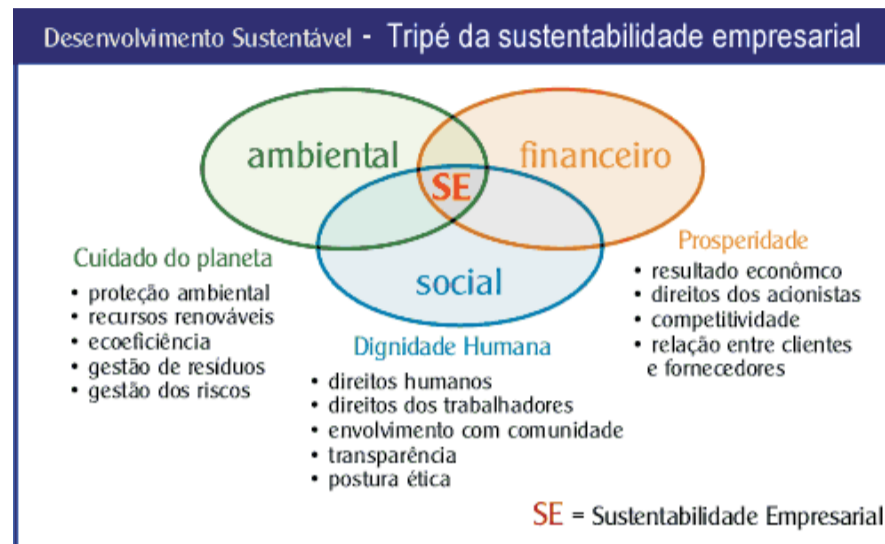 Desenvolvimento Sustentável - Tripé da sustentabilidade empresarial
ambiental
financeiro
SE
social
Cuidado do planeta
• proteção ambiental
• recursos renováveis
• ecoeficiência
• gestão de resíduos
• gestão dos riscos
Dignidade Humana
• direitos humanos
• direitos dos trabalhadores
• envolvimento com comunidade
• transparência
• postura ética
Prosperidade
• resultado econômco
• direitos dos acionistas
• competitividade
• relação entre clientes
e fornecedores
SE = Sustentabilidade Empresarial